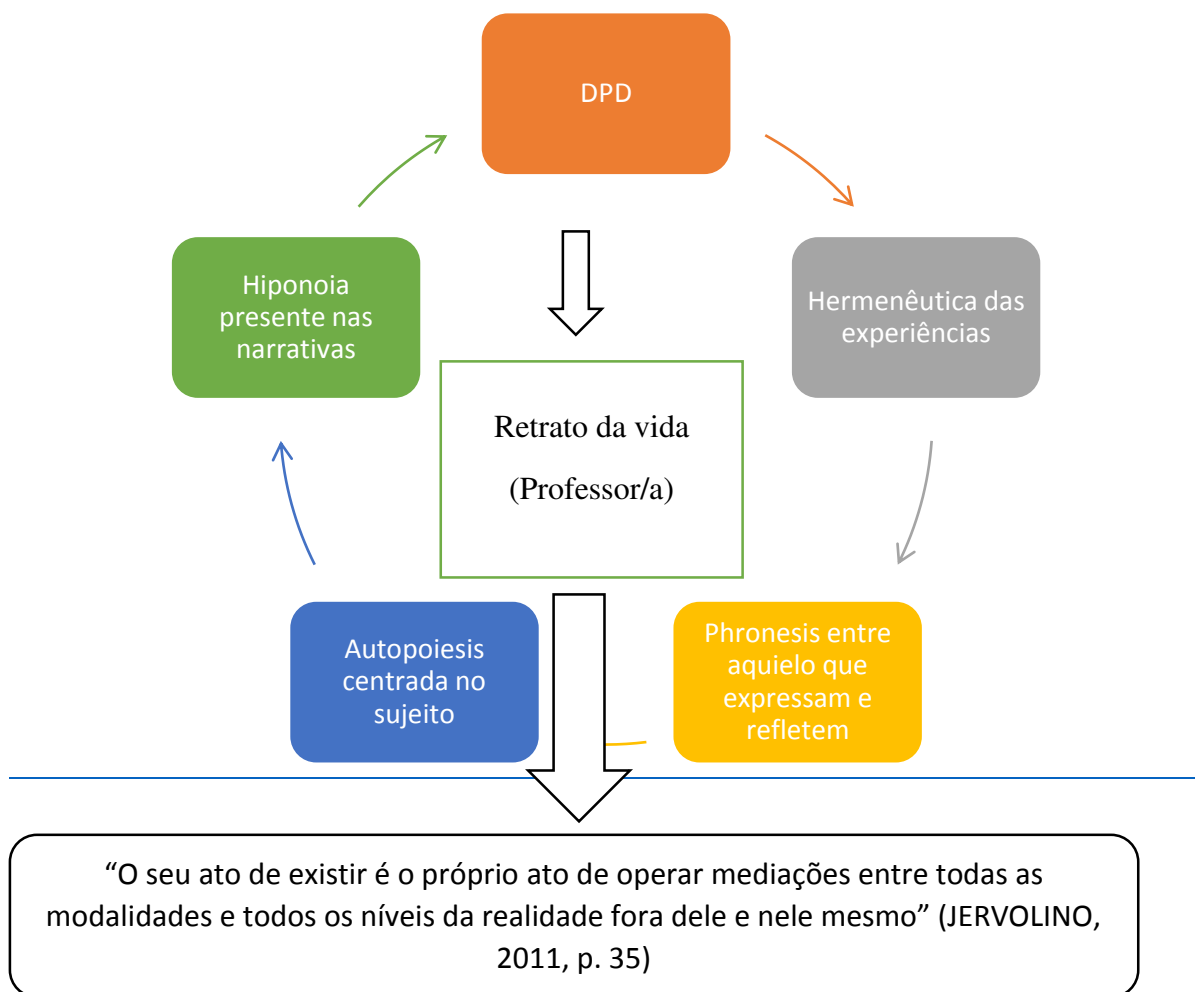 DPD
Hiponoia
presente nas
narrativas
Hermenêutica das
experiências
Retrato da vida
(Professor/a)
Autopoiesis
centrada no
sujeito
Phronesis entre
aquielo que
expressam e
refletem
“O seu ato de existir é o próprio ato de operar mediações entre todas as
modalidades e todos os níveis da realidade fora dele e nele mesmo” (JERVOLINO,
2011, p. 35)